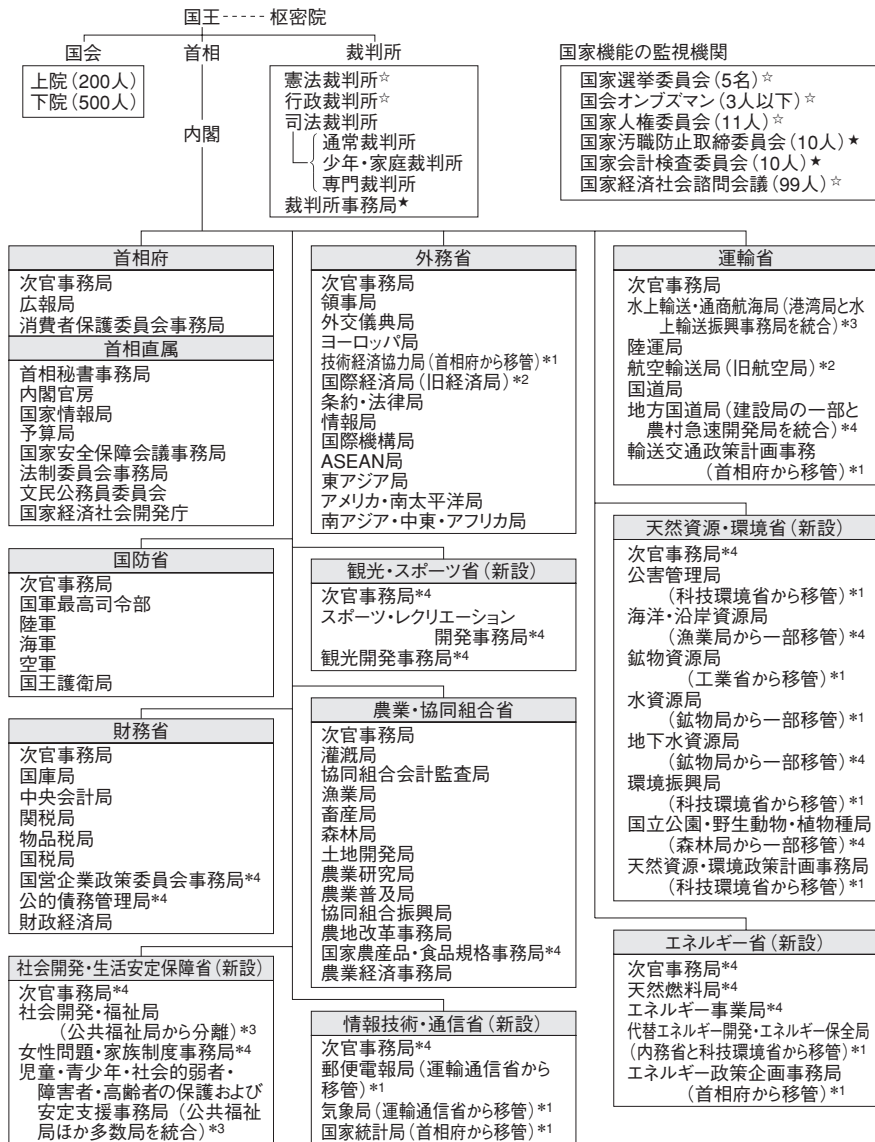 国王-----枢密院
国会
首相
裁判所
国家機能の監視機関
上院(200人)
下院(500人)
内閣
憲法裁判所☆
行政裁判所☆
司法裁判所
通常裁判所
少年・家庭裁判所
専門裁判所
裁判所事務局★
国家選挙委員会(5名)☆
国会オンブズマン(3人以下)☆
国家人権委員会(11人)☆
国家汚職防止取締委員会(10人)★
国家会計検査委員会(10人)★
国家経済社会諮問会議(99人)☆
首相府
次官事務局
広報局
消費者保護委員会事務局
首相直属
首相秘書事務局
内閣官房
国家情報局
予算局
国家安全保障会議事務局
法制委員会事務局
文民公務員委員会
国家経済社会開発庁
国防省
次官事務局
国軍最高司令部
陸軍
海軍
空軍
国王護衛局
財務省
次官事務局
国庫局
中央会計局
関税局
物品税局
国税局
国営企業政策委員会事務局*4
公的債務管理局*4
財政経済局
社会開発・生活安定保障省(新設)
次官事務局*4
社会開発・福祉局
(公共福祉局から分離)*3
女性問題・家族制度事務局*4
児童・青少年・社会的弱者・
障害者・高齢者の保護および
安定支援事務局(公共福祉
局ほか多数局を統合)*3
外務省
次官事務局
領事局
外交儀典局
ヨーロッパ局
技術経済協力局(首相府から移管)*1
国際経済局(旧経済局)*2
条約・法律局
情報局
国際機構局
ASEAN局
東アジア局
アメリカ・南太平洋局
南アジア・中東・アフリカ局
観光・スポーツ省(新設)
次官事務局*4
スポーツ・レクリエーション
開発事務局*4
観光開発事務局*4
農業・協同組合省
次官事務局
灌漑局
協同組合会計監査局
漁業局
畜産局
森林局
土地開発局
農業研究局
農業普及局
協同組合振興局
農地改革事務局
国家農産品・食品規格事務局*4
農業経済事務局
情報技術・通信省(新設)
次官事務局*4
郵便電報局(運輸通信省から
移管)*1
気象局(運輸通信省から移管)*1
国家統計局(首相府から移管)*1
運輸省
次官事務局
水上輸送・通商航海局(港湾局と水
上輸送振興事務局を統合)*3
陸運局
航空輸送局(旧航空局)*2
国道局
地方国道局(建設局の一部と
農村急速開発局を統合)*4
輸送交通政策計画事務
(首相府から移管)*1
天然資源・環境省(新設)
次官事務局*4
公害管理局
(科技環境省から移管)*1
海洋・沿岸資源局
(漁業局から一部移管)*4
鉱物資源局
(工業省から移管)*1
水資源局
(鉱物局から一部移管)*1
地下水資源局
(鉱物局から一部移管)*4
環境振興局
(科技環境省から移管)*1
国立公園・野生動物・植物種局
(森林局から一部移管)*4
天然資源・環境政策計画事務局
(科技環境省から移管)*1
エネルギー省(新設)
次官事務局*4
天然燃料局*4
エネルギー事業局*4
代替エネルギー開発・エネルギー保全局
(内務省と科技環境省から移管)*1
エネルギー政策企画事務局
(首相府から移管)*1